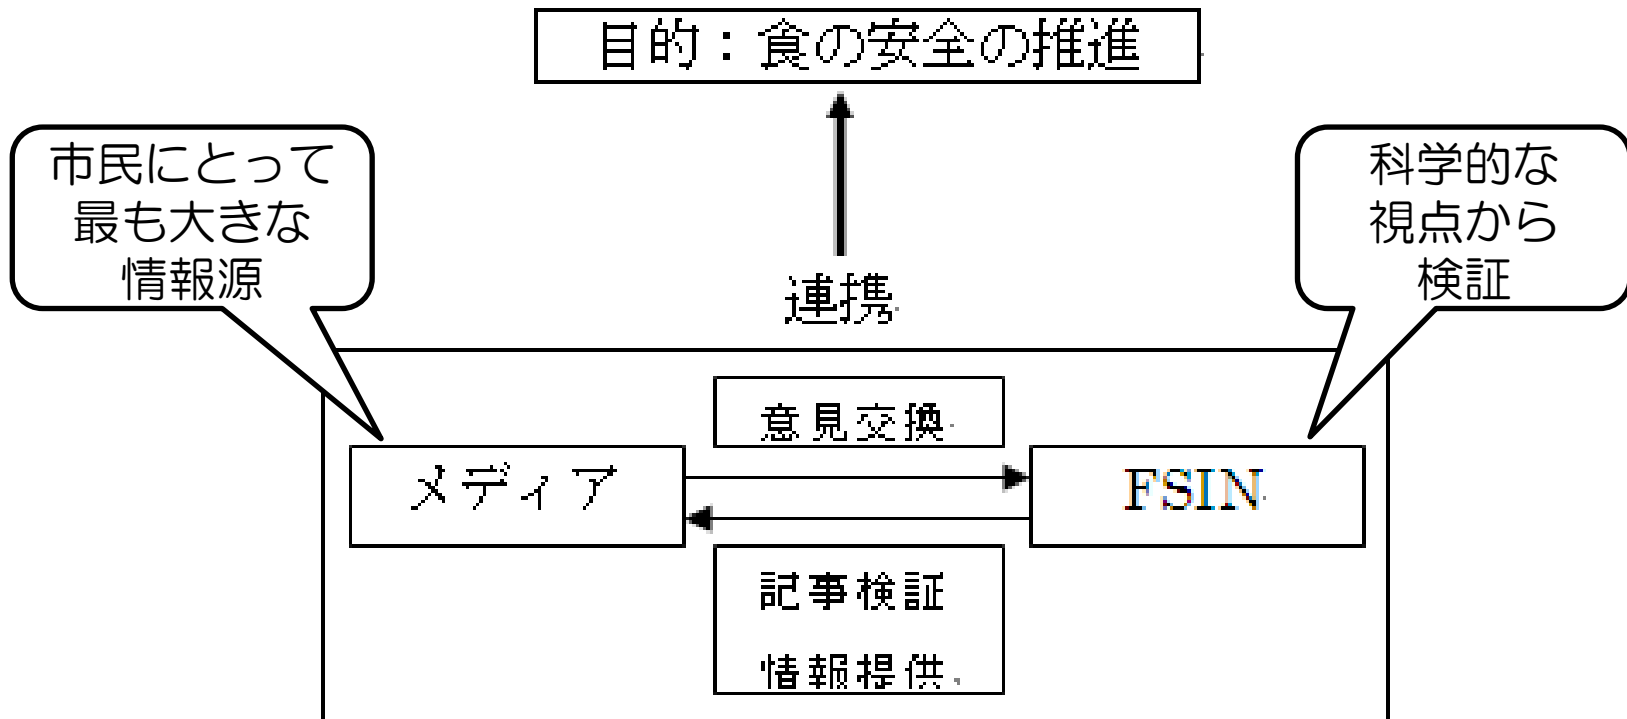 目的：食の安全の推進
市民にとって
最も大きな
情報源
科学的な
視点から
検証
連携
意見交換
メディア
FSIN
記事検証
情報提供